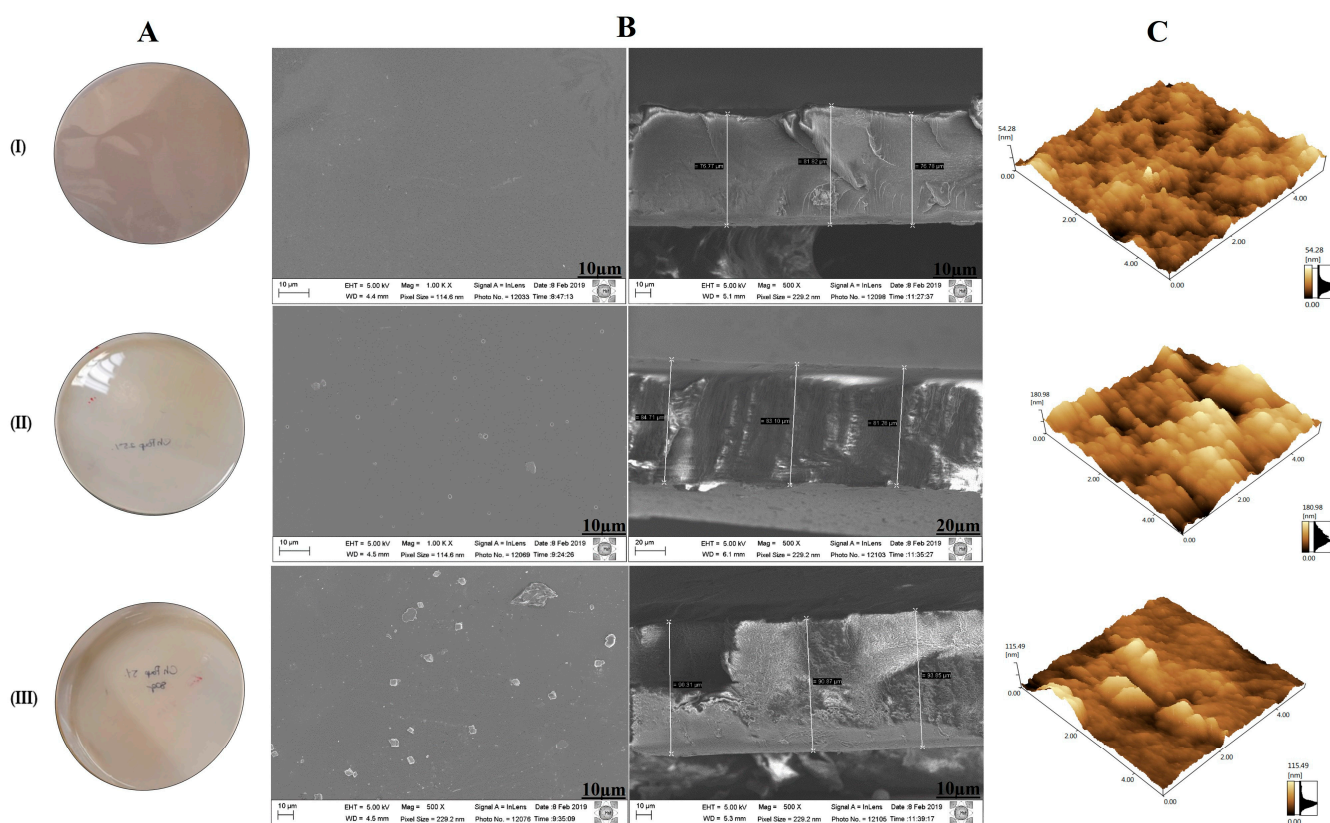 A
B
C
(I)
10µm
10µm
10 µm
EHT = 5.00 kV
Mag = 1.00 K X
Signal A = InLens
Date :8 Feb 2019
WD = 4.4 mm
Pixel Size = 114.6 nm
Photo No. = 12033
Time :8:47:13
10 µm
EHT = 5.00 kV
Mag = 500 X
Signal A = InLens
Date :8 Feb 2019
WD = 5.1 mm
Pixel Size = 229.2 nm
Photo No. = 12098
Time :11:27:37
54.28
[nm]
0.00
2.00
4.00
0.00
2.00
4.00
54.28
[nm]
0.00
(II)
= 83.10 µm
10µm
20µm
10 µm
EHT = 5.00 kV
Mag = 1.00 K X
Signal A = InLens
Date :8 Feb 2019
WD = 4.5 mm
Pixel Size = 114.6 nm
Photo No. = 12069
Time :9:24:26
20 µm
EHT = 5.00 kV
Mag = 500 X
Signal A = InLens
Date :8 Feb 2019
WD = 6.1 mm
Pixel Size = 229.2 nm
Photo No. = 12103
Time :11:35:27
180.98
[nm]
0.00
2.00
4.00
0.00
2.00
4.00
180.98
[nm]
0.00
(III)
= 90.31 µm
10µm
10µm
10 µm
EHT = 5.00 kV
Mag = 500 X
Signal A = InLens
Date :8 Feb 2019
WD = 4.5 mm
Pixel Size = 229.2 nm
Photo No. = 12076
Time :9:35:09
10 µm
EHT = 5.00 kV
Mag = 500 X
Signal A = InLens
Date :8 Feb 2019
WD = 5.3 mm
Pixel Size = 229.2 nm
Photo No. = 12105
Time :11:39:17
115.49
[nm]
0.00
2.00
4.00
0.00
2.00
4.00
115.49
[nm]
0.00